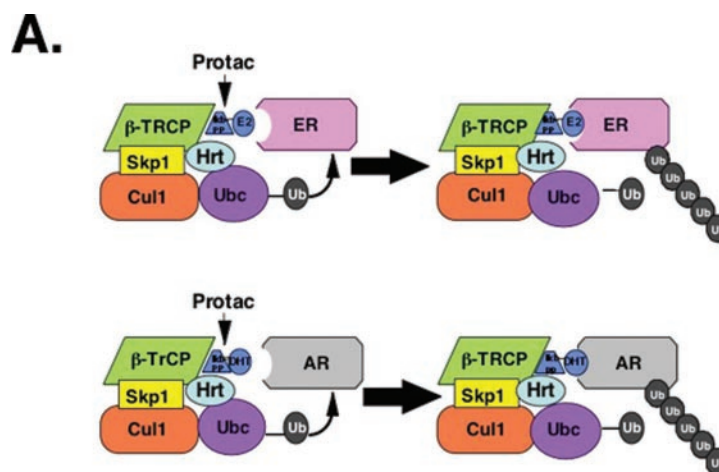 A.
Protac
β-TRCP
E2
ER
Hrt
Skp1
Cul1
Ubc
Ub
β-TRCP
E2
ER
Hrt
Skp1
Cul1
Ubc
Ub
Ub
Ub
Ub
Ub
Protac
β-TrCP
DHT
AR
Hrt
Skp1
Cul1
Ubc
Ub
β-TRCP
DHT
AR
Hrt
Skp1
Cul1
Ubc
Ub
Ub
Ub
Ub
Ub